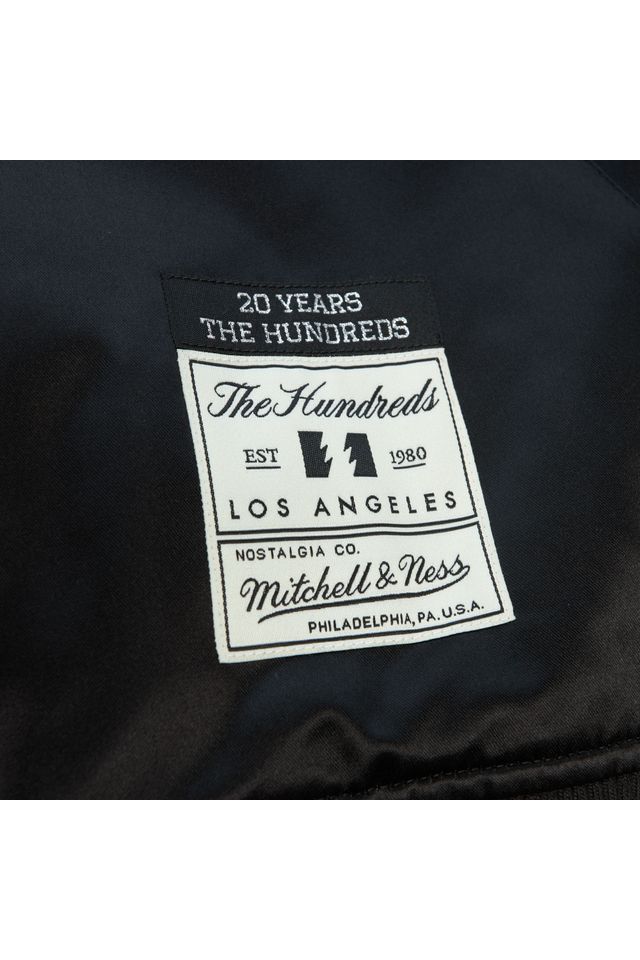 20 YEARS
THE HUNDREDS
The Hundreds
EST 1980
LOS ANGELES
NOSTALGIA CO.
Mitchell & Ness
PHILADELPHIA, PA. U.S.A.